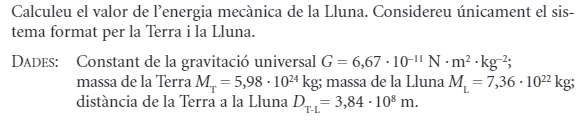 Calculeu el valor de l'energia mecànica de la Lluna. Considereu únicament el sis-
tema format per la Terra i la Lluna.
DADES: Constant de la gravitació universal G = 6,67 · 10⁻¹¹ N · m² · kg⁻²;
massa de la Terra M_T = 5,98 · 10²⁴ kg; massa de la Lluna M_L = 7,36 · 10²² kg;
distància de la Terra a la Lluna D_T-L = 3,84 · 10⁸ m.